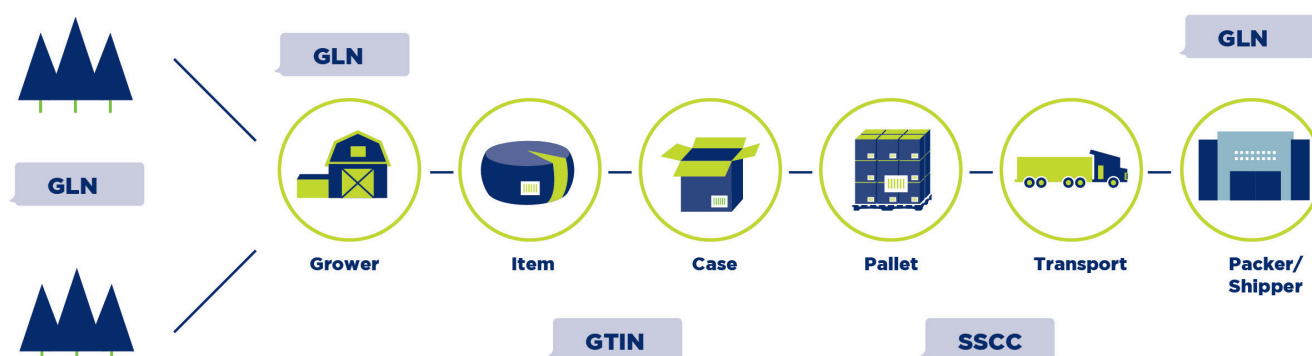 GLN
GLN
GLN
Grower
Item
Case
Pallet
Transport
Packer/
Shipper
GTIN
SSCC